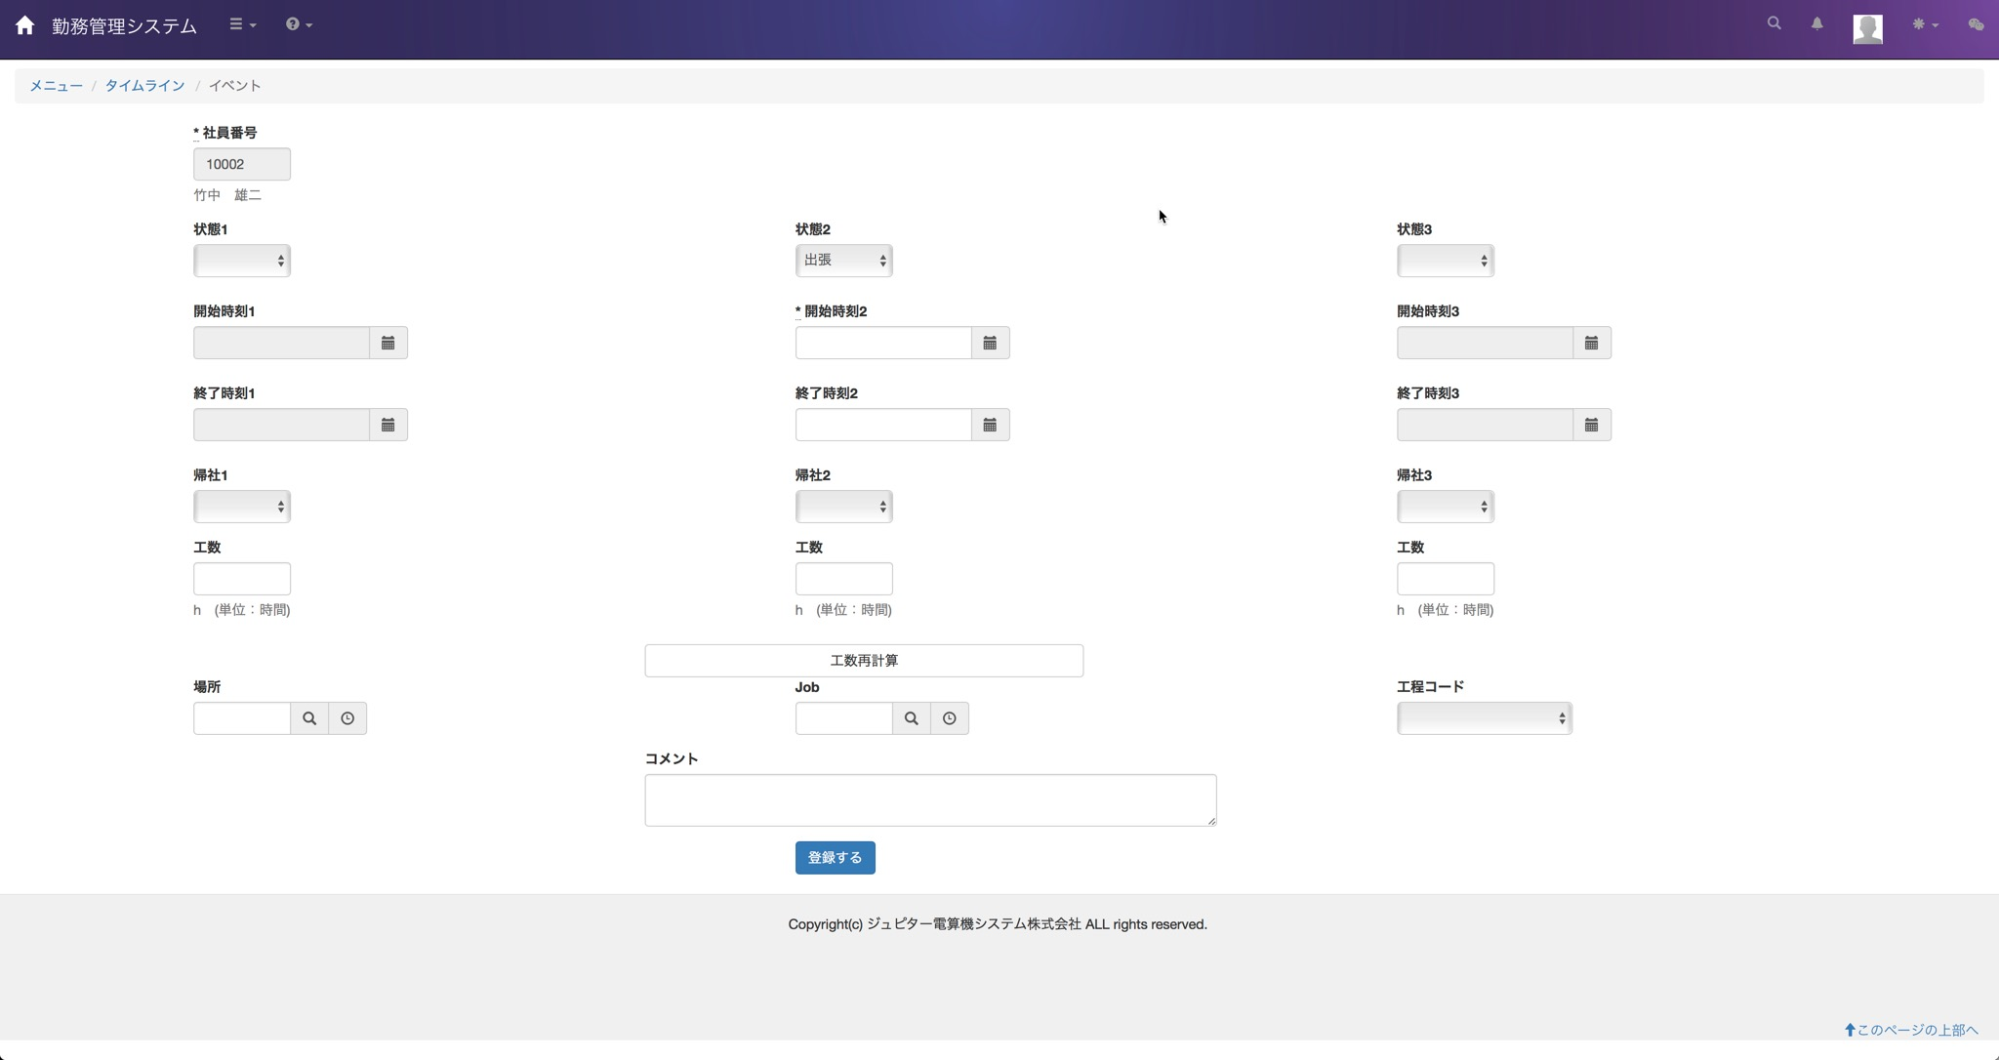 勤務管理システム
メニュー / タイムライン / イベント
* 社員番号
10002
竹中　雄二
状態1
状態2
状態3
出張
開始時刻1
* 開始時刻2
開始時刻3
終了時刻1
終了時刻2
終了時刻3
帰社1
帰社2
帰社3
工数
工数
工数
h　(単位：時間)
h　(単位：時間)
h　(単位：時間)
工数再計算
場所
Job
工程コード
コメント
登録する
Copyright(c) ジュピター電算機システム株式会社 ALL rights reserved.
このページの上部へ